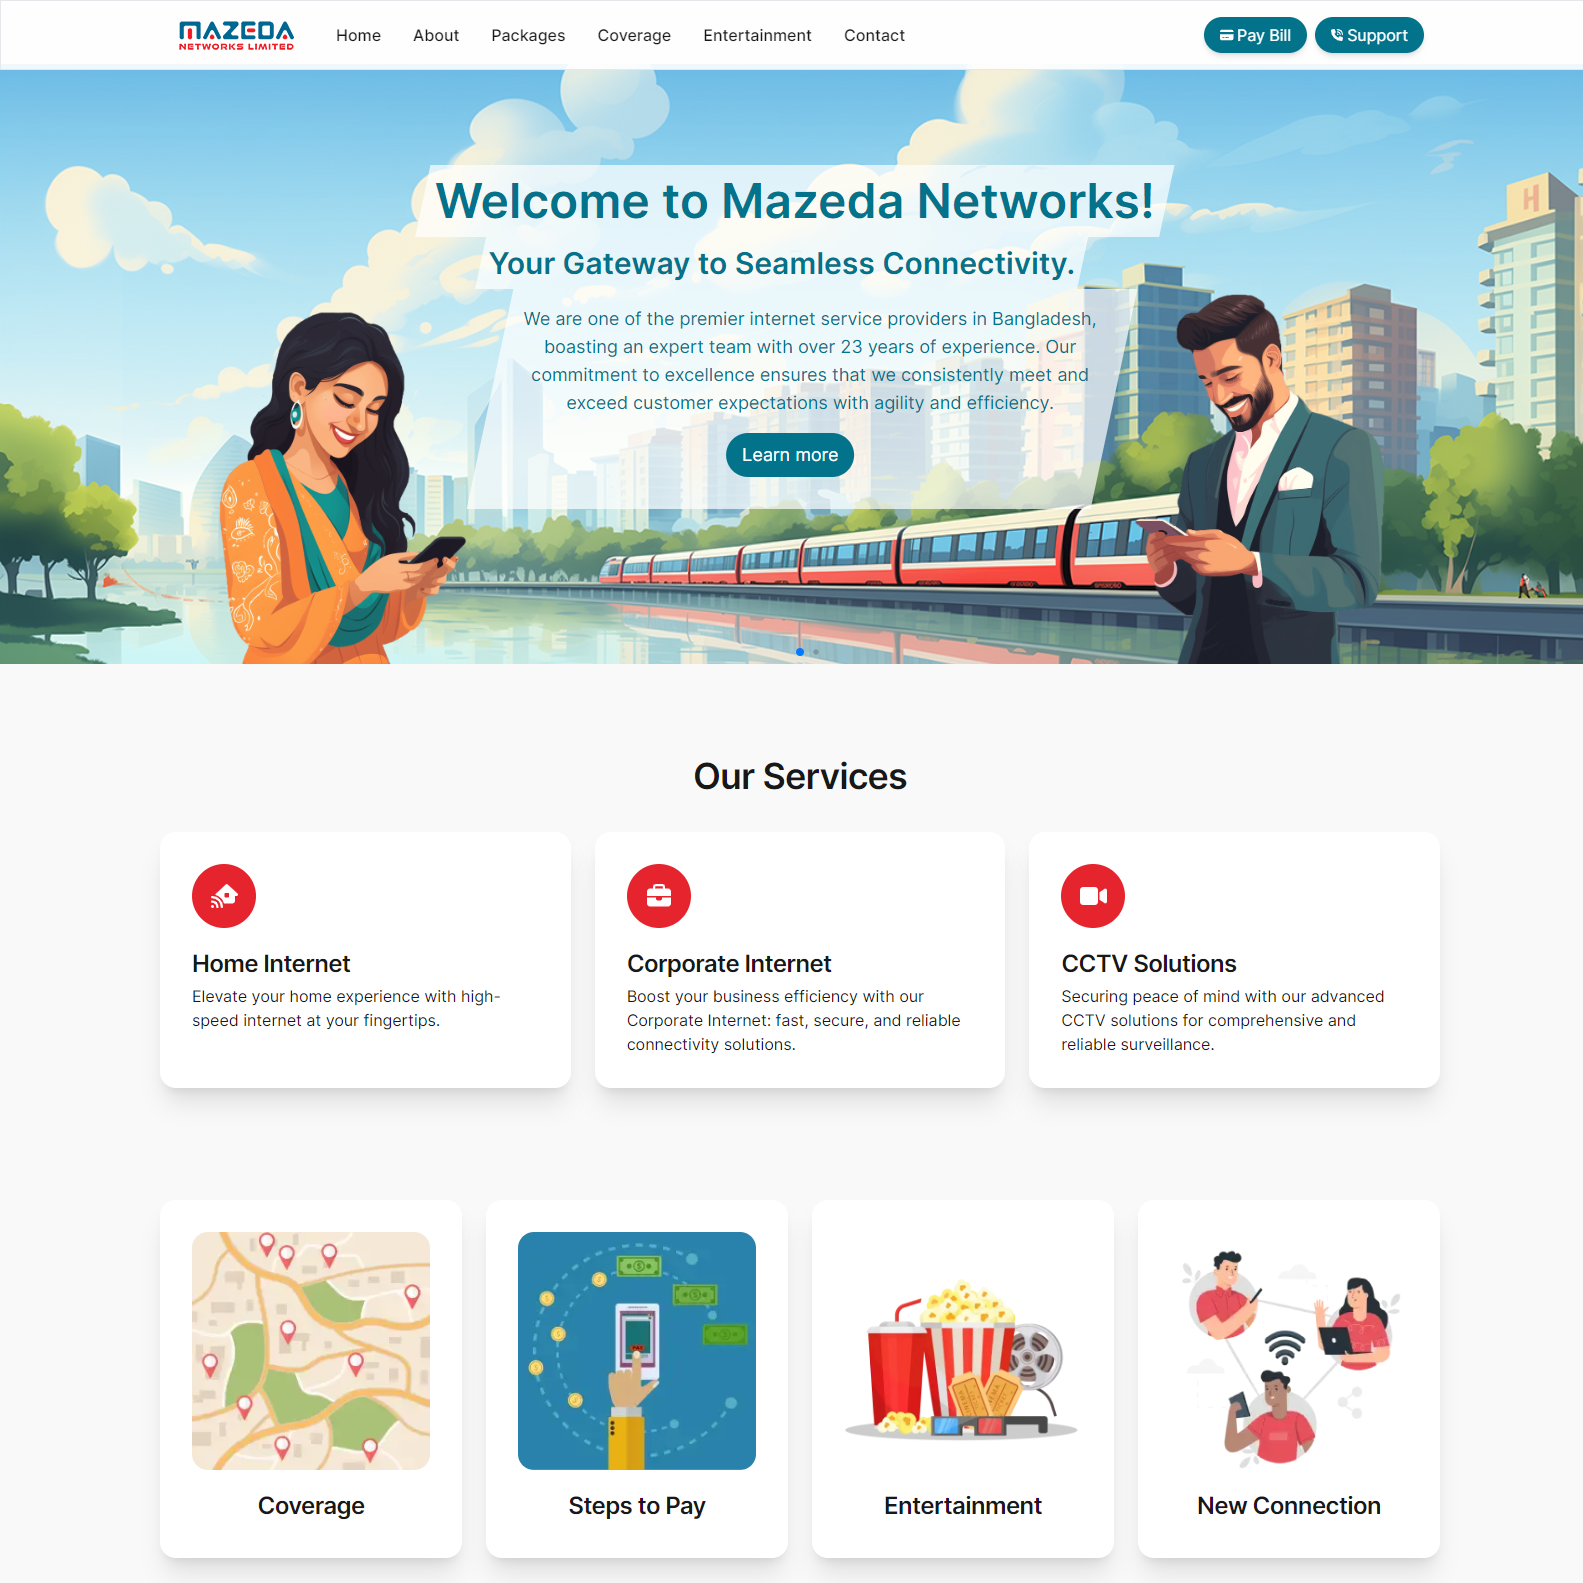 MAZEDA
NETWORKS LIMITED
Home
About
Packages
Coverage
Entertainment
Contact
Pay Bill
Support
Welcome to Mazeda Networks!
Your Gateway to Seamless Connectivity.
We are one of the premier internet service providers in Bangladesh,
boasting an expert team with over 23 years of experience. Our
commitment to excellence ensures that we consistently meet and
exceed customer expectations with agility and efficiency.
Learn more
H
Our Services
Home Internet
Elevate your home experience with high-
speed internet at your fingertips.
Corporate Internet
Boost your business efficiency with our
Corporate Internet: fast, secure, and reliable
connectivity solutions.
CCTV Solutions
Securing peace of mind with our advanced
CCTV solutions for comprehensive and
reliable surveillance.
PAY
Coverage
Steps to Pay
Entertainment
New Connection